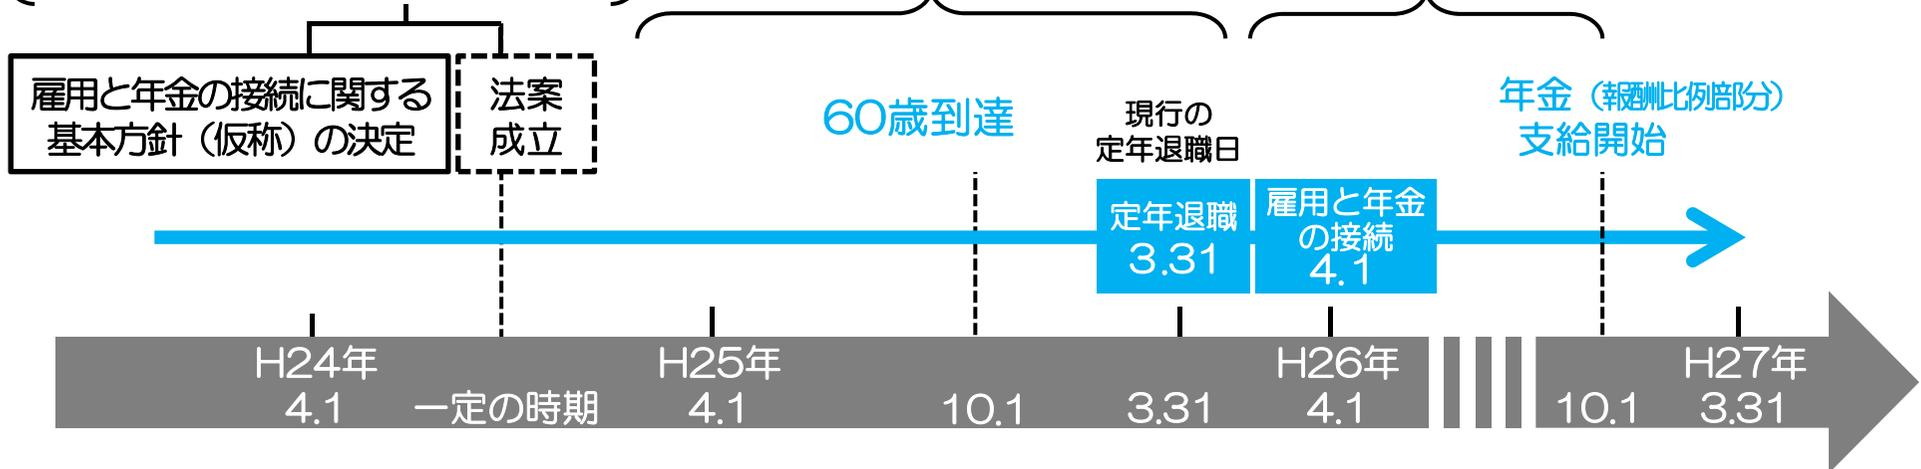 雇用と年金の接続に関する
基本方針（仮称）の決定
法案
成立
60歳到達
現行の
定年退職日
年金（報酬比例部分）
支給開始
定年退職
3.31
雇用と年金
の接続
4.1
H24年
4.1
一定の時期
H25年
4.1
10.1
3.31
H26年
4.1
10.1
H27年
3.31